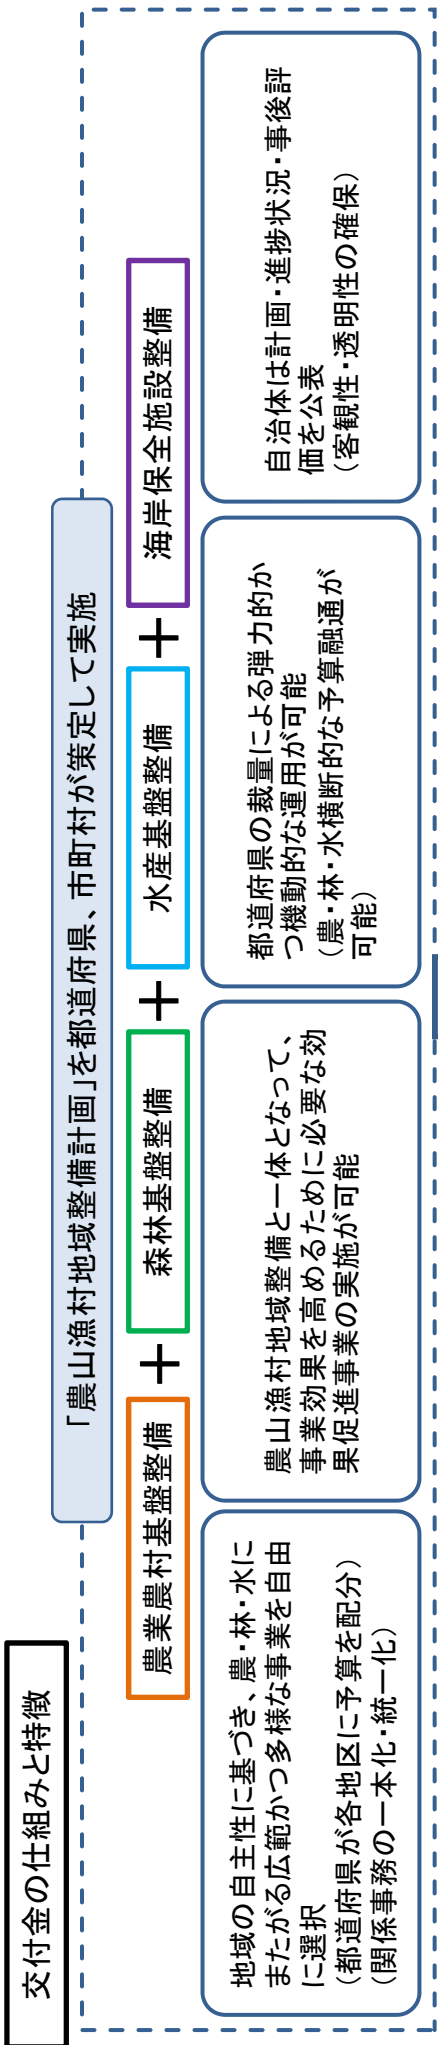 交付金の仕組みと特徴
「農山漁村地域整備計画」を都道府県、市町村が策定して実施
農業農村基盤整備
＋
森林基盤整備
＋
水産基盤整備
＋
海岸保全施設整備
地域の自主性に基づき、農・林・水に
またがる広範かつ多様な事業を自由
に選択
（都道府県が各地区に予算を配分）
（関係事務の一本化・統一化）
農山漁村地域整備と一体となって、
事業効果を高めるために必要な効
果促進事業の実施が可能
都道府県の裁量による弾力的か
つ機動的な運用が可能
（農・林・水横断的な予算融通が
可能）
自治体は計画・進捗状況・事後評
価を公表
（客観性・透明性の確保）